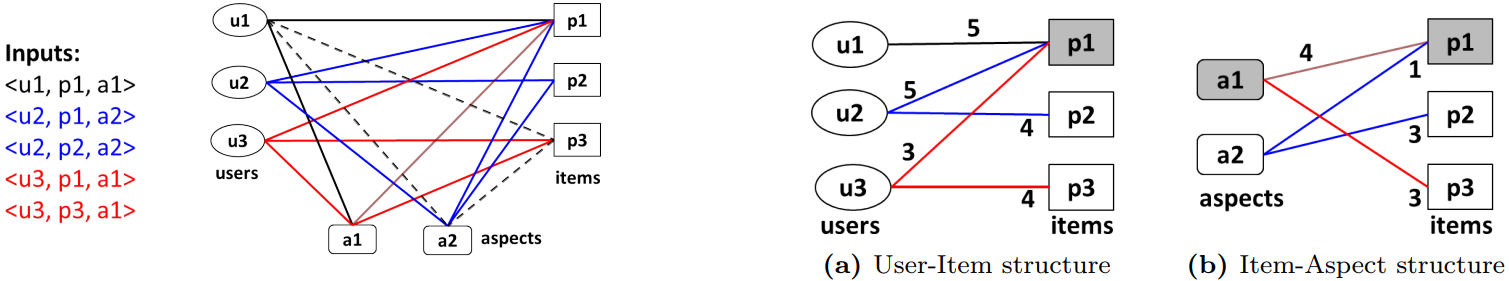 Inputs:
<u1, p1, a1>
<u2, p1, a2>
<u2, p2, a2>
<u3, p1, a1>
<u3, p3, a1>
u1
u2
u3
users
p1
p2
p3
items
a1
a2
aspects
u1
u2
u3
users
5
5
4
3
4
p1
p2
p3
items
(a) User-Item structure
a1
a2
aspects
4
1
3
3
p1
p2
p3
items
(b) Item-Aspect structure